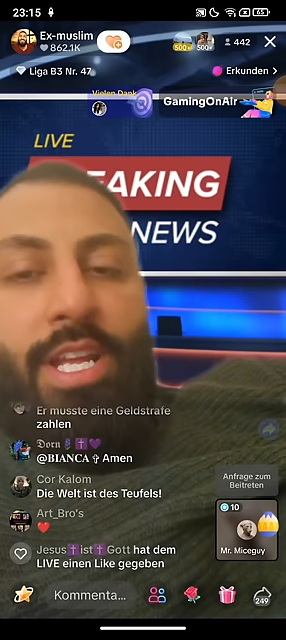 23:15
65
Ex-muslim
862.1K
500+
500+
442
Liga B3 Nr. 47
Erkunden >
Vielen Dank
GamingOnAir
LIVE
EAKING
NEWS
Er musste eine Geldstrafe
zahlen
Dorn
@BIANCA Amen
Cor Kalom
Die Welt ist des Teufels!
Art_Bro's
Jesus ist Gott hat dem
LIVE einen Like gegeben
Anfrage zum
Beitreten
10
Mr. Miceguy
Kommenta...
249